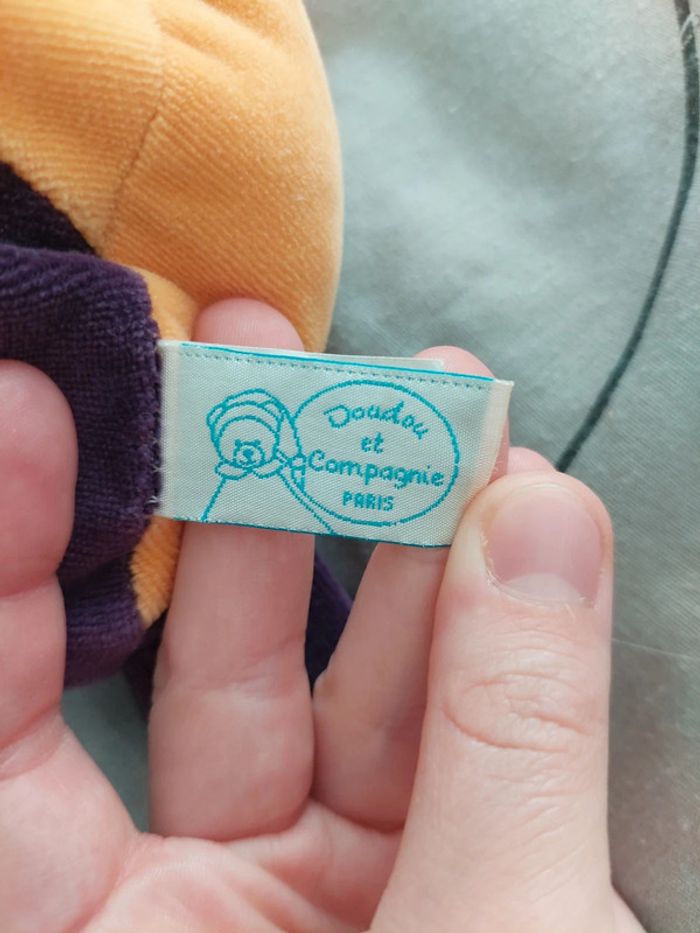 Doudou
et
Compagnie
PARIS